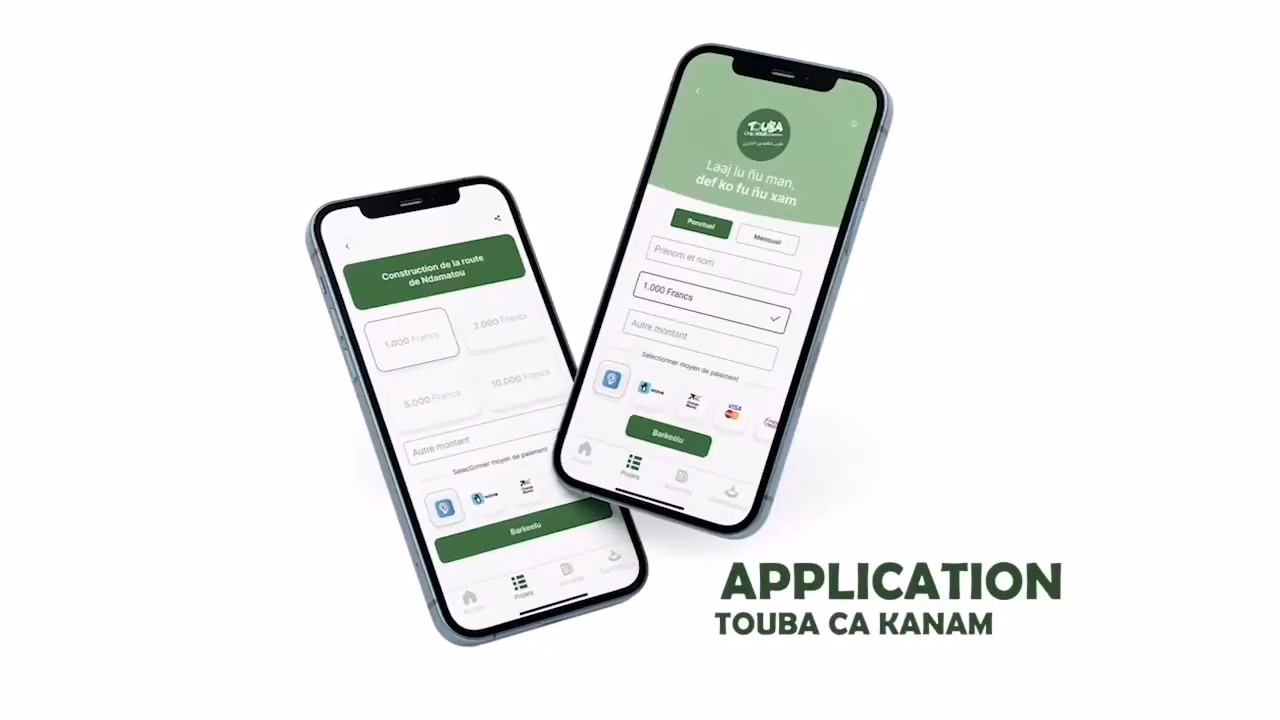 Construction de la route
de Ndamatou
1.000 Francs
2.000 Francs
5.000 Francs
10.000 Francs
Autre montant
Sélectionner moyen de paiement
Barkeelu
Projets
TOUBA
Laaj lu ñu man,
def ko fu ñu xam
Ponctuel
Mensuel
Prénom et nom
1.000 Francs
Autre montant
Sélectionner moyen de paiement
VISA
Barkeelu
Projets
APPLICATION
TOUBA CA KANAM